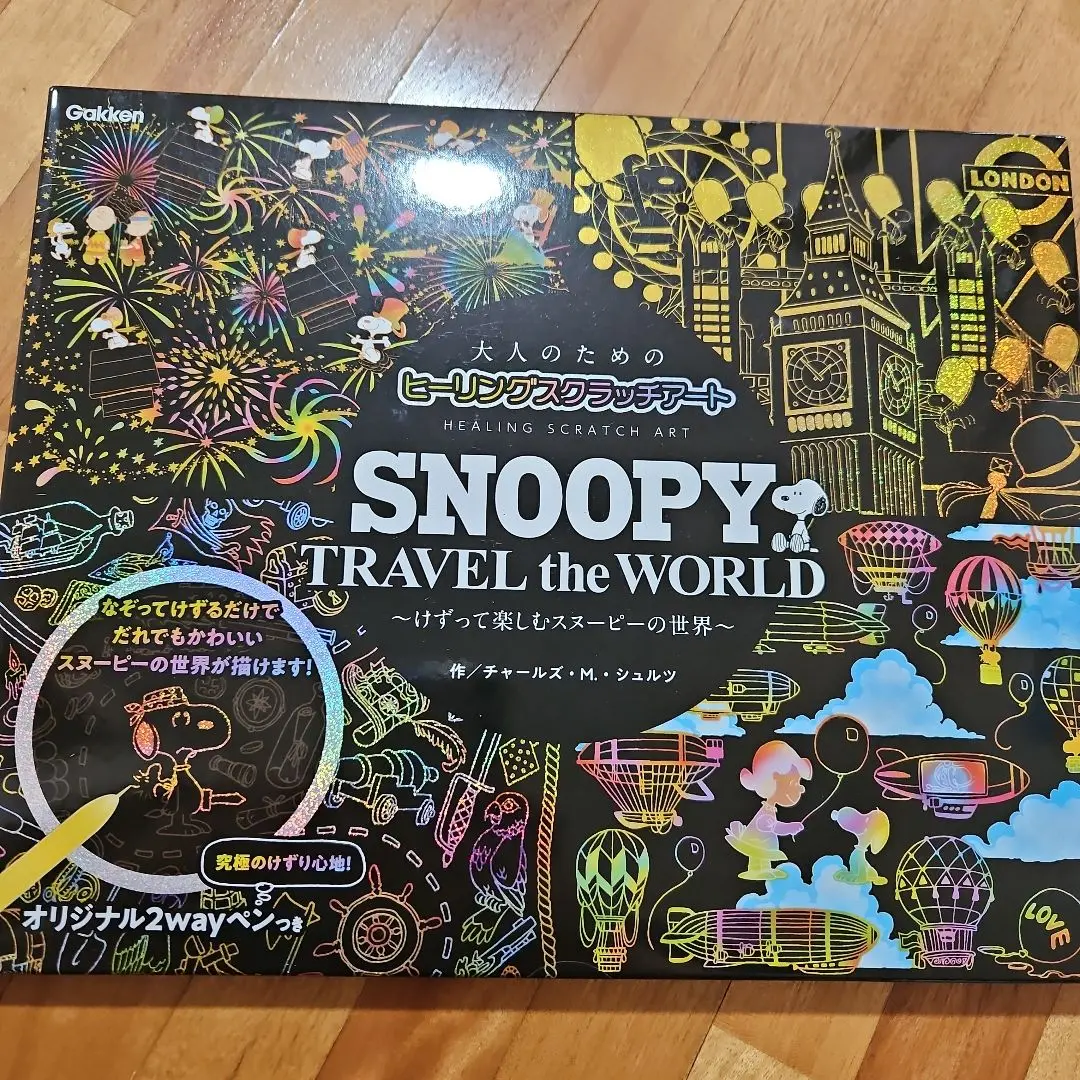 Gakken
LONDON
大人のための
ヒーリングスクラッチアート
HEALING SCRATCH ART
SNOOPY
TRAVEL the WORLD
～けずって楽しむスヌーピーの世界～
作／チャールズ・M.・シュルツ
なぞってけずるだけで
だれでもかわいい
スヌーピーの世界が描けます!
究極のけずり心地!
オリジナル2wayペンつき
LOVE